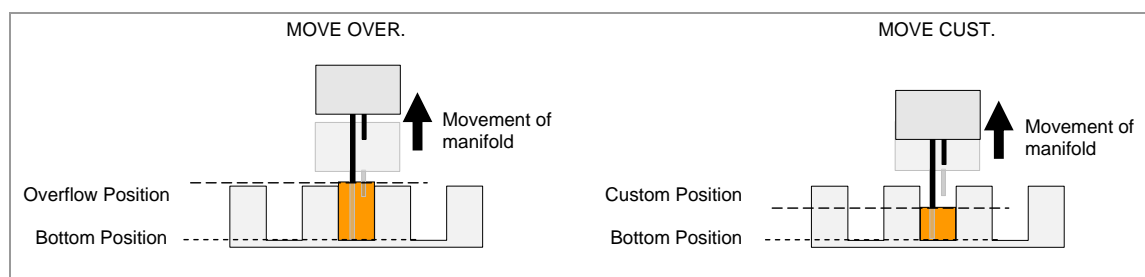 MOVE OVER.
Movement of
manifold
Overflow Position
Bottom Position
MOVE CUST.
Movement of
manifold
Custom Position
Bottom Position